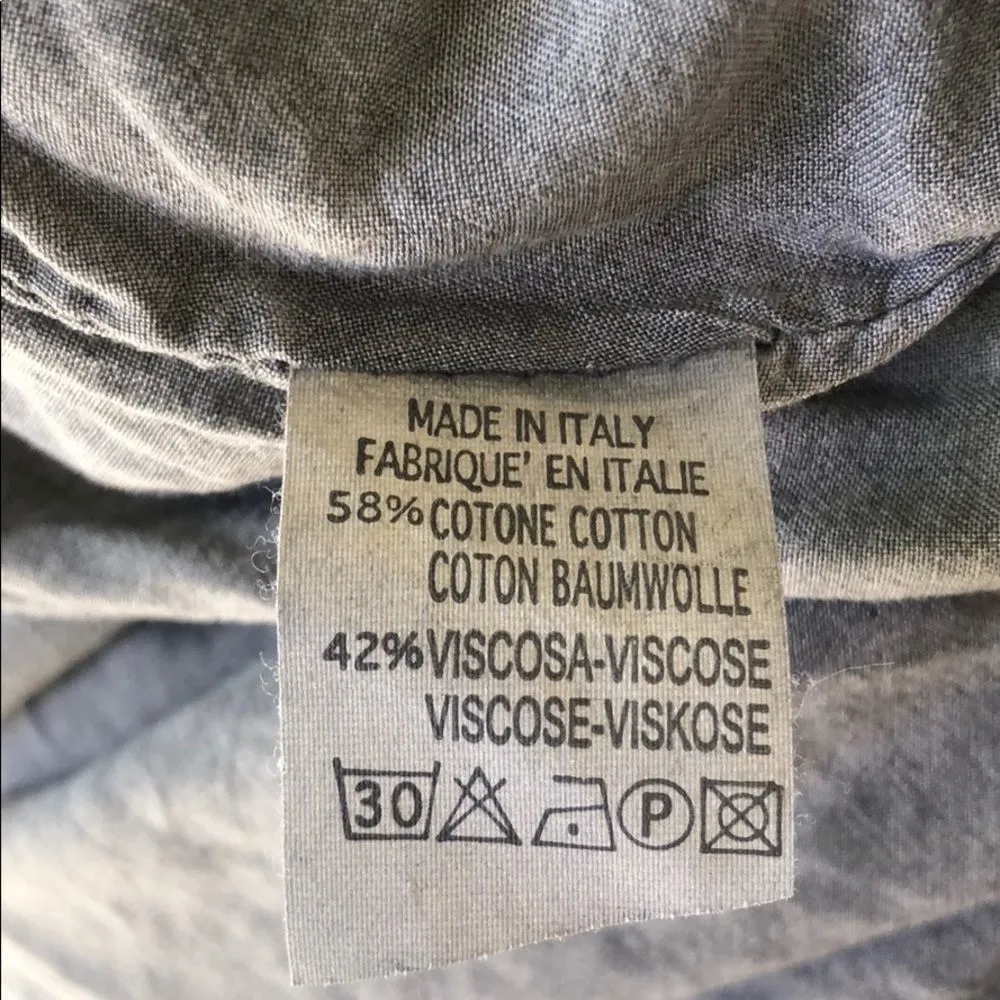 MADE IN ITALY
FABRIQUE' EN ITALIE
58% COTONE COTTON
COTON BAUMWOLLE
42% VISCOSA-VISCOSE
VISCOSE-VISKOSE
30 P